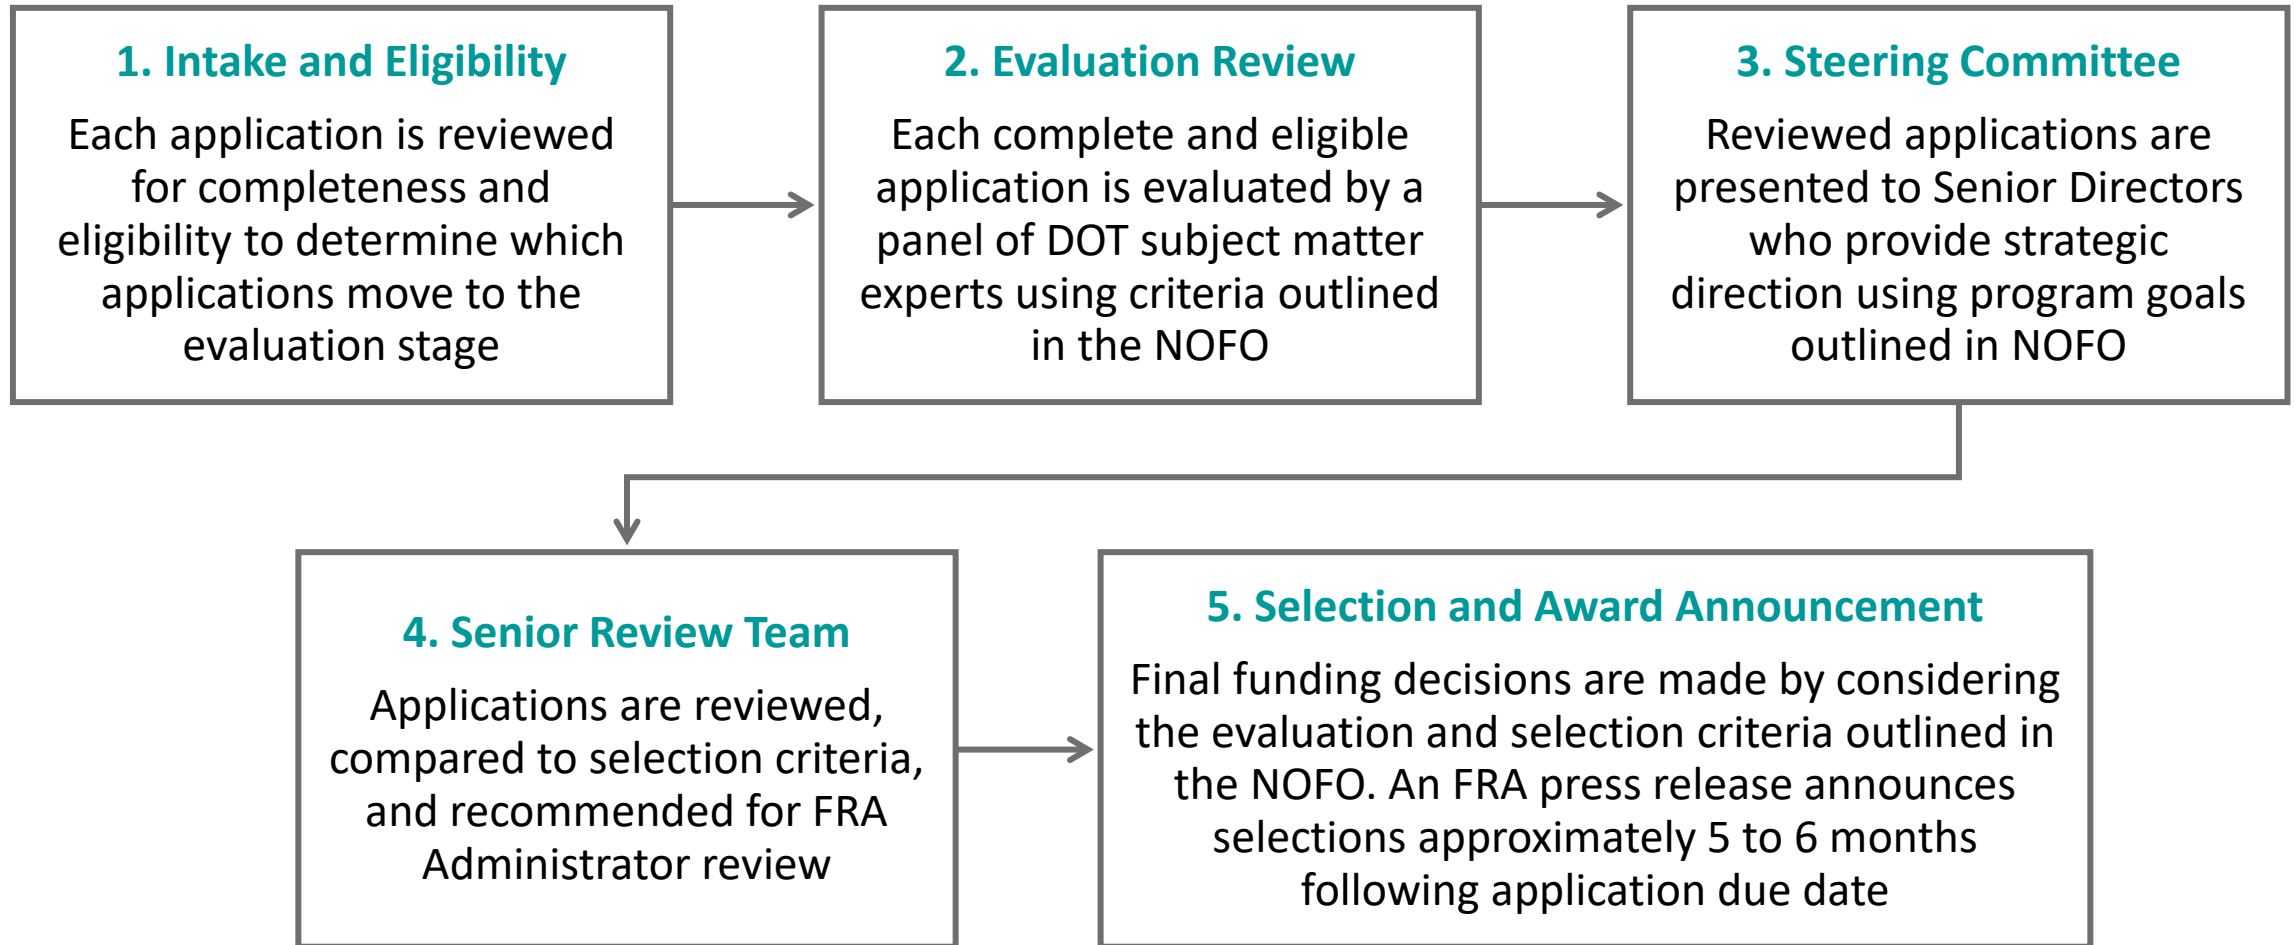 1. Intake and Eligibility
Each application is reviewed
for completeness and
eligibility to determine which
applications move to the
evaluation stage
2. Evaluation Review
Each complete and eligible
application is evaluated by a
panel of DOT subject matter
experts using criteria outlined
in the NOFO
3. Steering Committee
Reviewed applications are
presented to Senior Directors
who provide strategic
direction using program goals
outlined in NOFO
4. Senior Review Team
Applications are reviewed,
compared to selection criteria,
and recommended for FRA
Administrator review
5. Selection and Award Announcement
Final funding decisions are made by considering
the evaluation and selection criteria outlined in
the NOFO. An FRA press release announces
selections approximately 5 to 6 months
following application due date